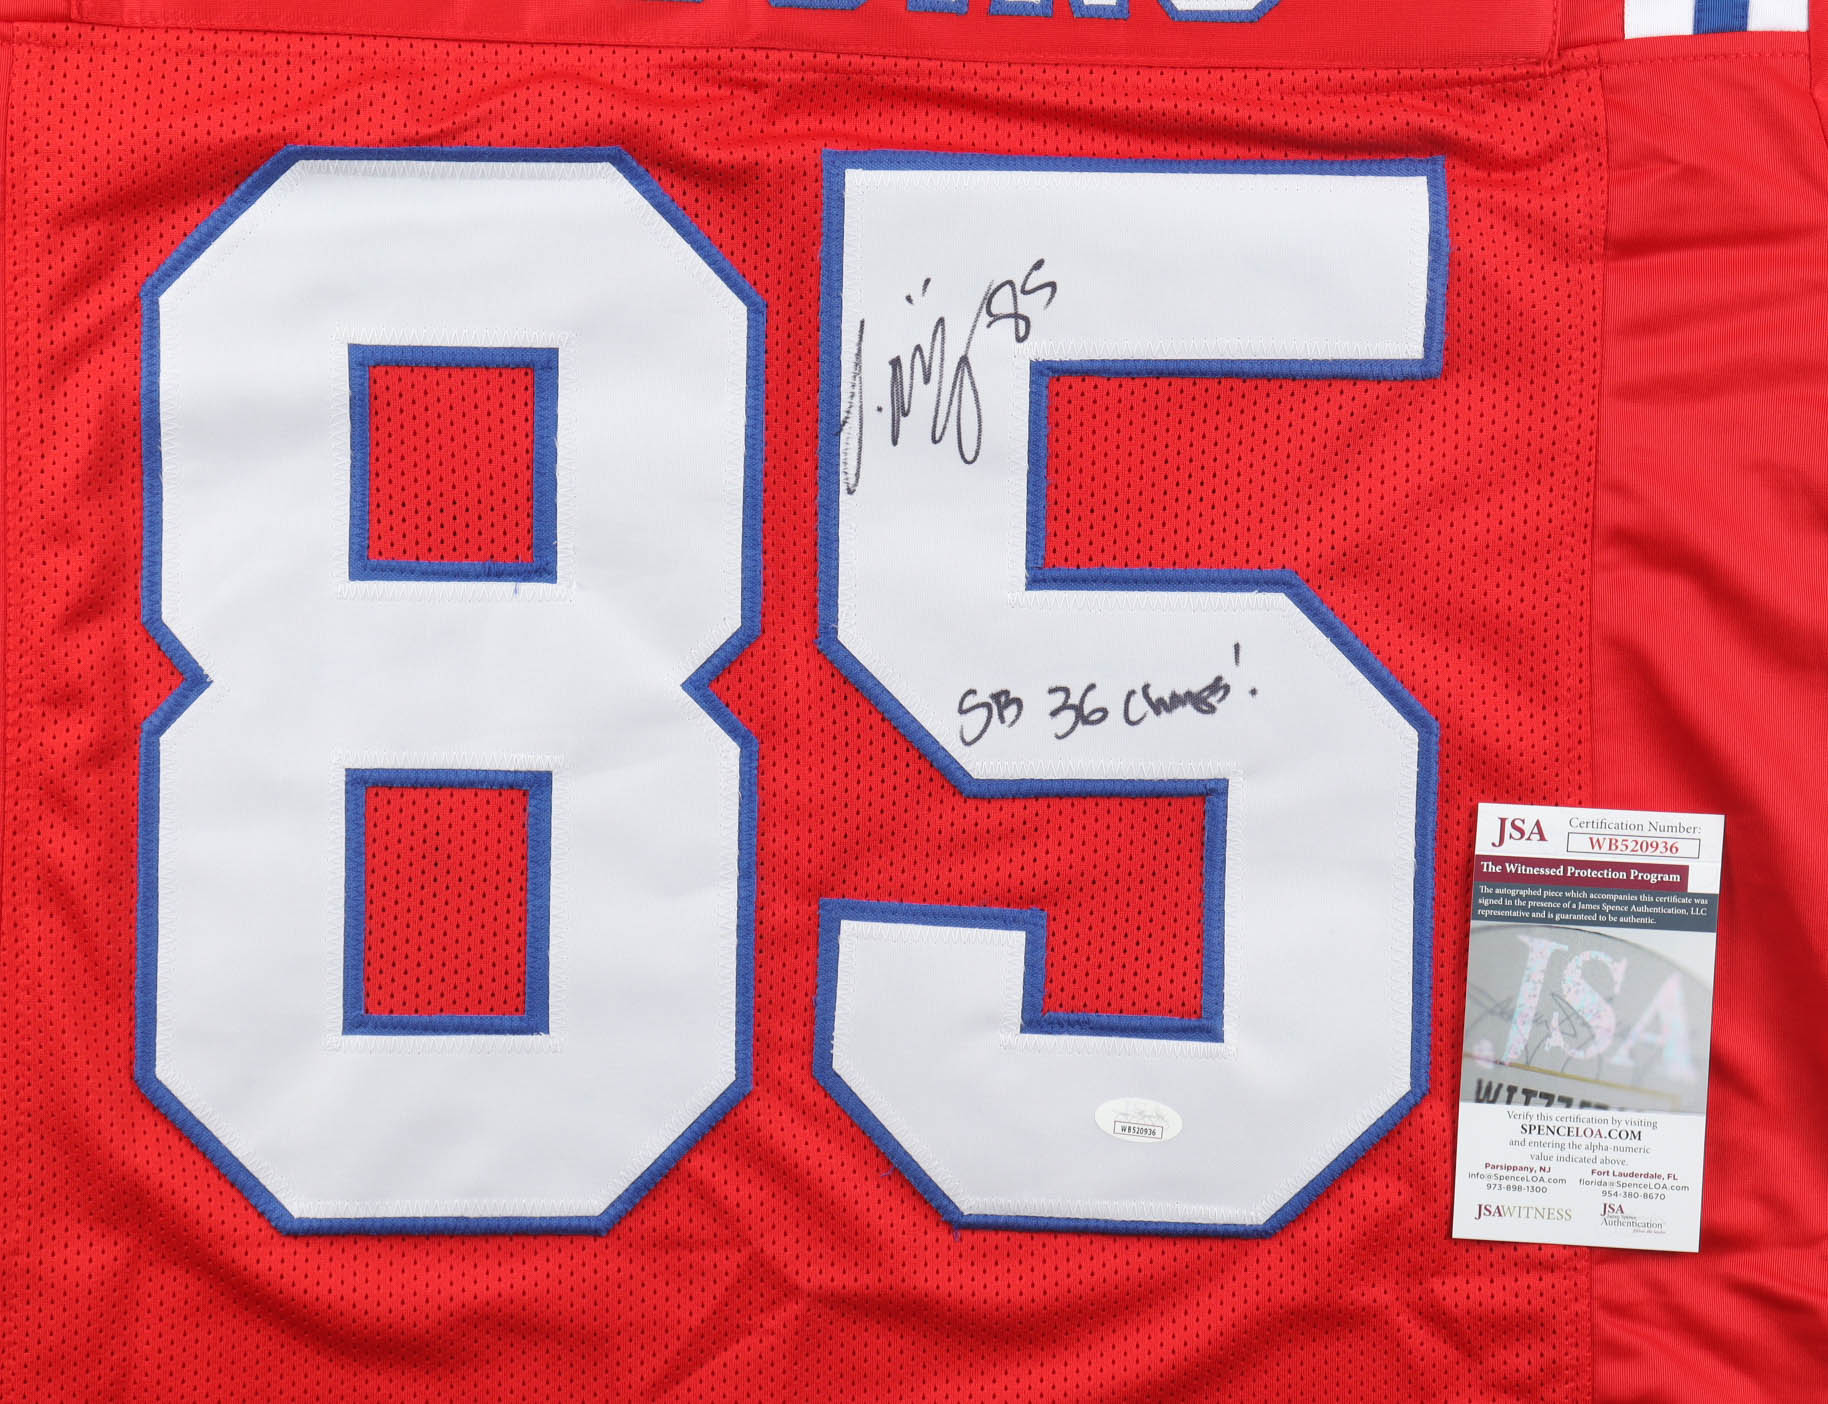 85
85
SB 36 Champs!
JSA
Certification Number:
WB520936
The Witnessed Protection Program
The autographed piece which accompanies this certificate was
signed in the presence of a James Spence Authentication, LLC
representative and is guaranteed to be authentic.
JSA
Verify this certification by visiting
SPENCELOA.COM
and entering the alpha-numeric
value indicated above.
Parsippany, NJ
info@SpenceLOA.com
973-898-1300
Fort Lauderdale, FL
florida@SpenceLOA.com
954-380-8670
JSAWITNESS
JSA
Authentication
WB520936